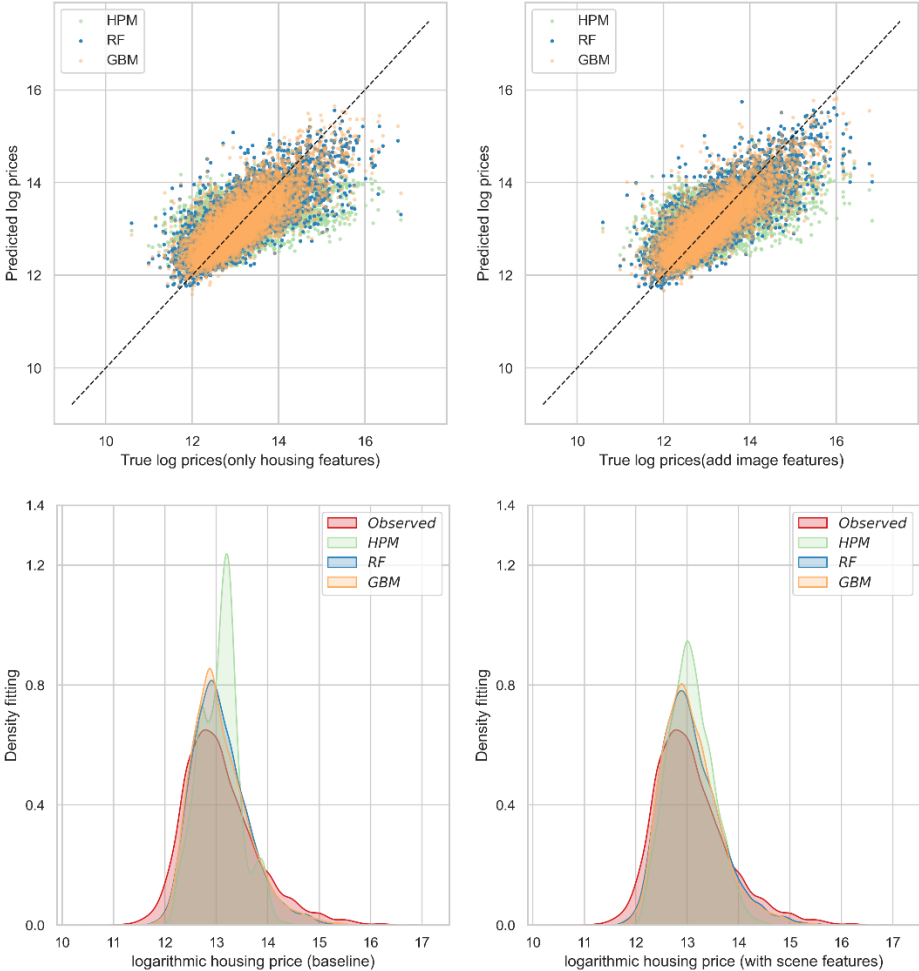 HPM
RF
GBM
16
14
12
10
Predicted log prices
10
12
14
16
True log prices(only housing features)
HPM
RF
GBM
16
14
12
10
Predicted log prices
10
12
14
16
True log prices(add image features)
1.4
1.2
0.8
0.4
0.0
Density fitting
Observed
HPM
RF
GBM
10
11
12
13
14
15
16
17
logarithmic housing price (baseline)
1.4
1.2
0.8
0.4
0.0
Density fitting
Observed
HPM
RF
GBM
10
11
12
13
14
15
16
17
logarithmic housing price (with scene features)